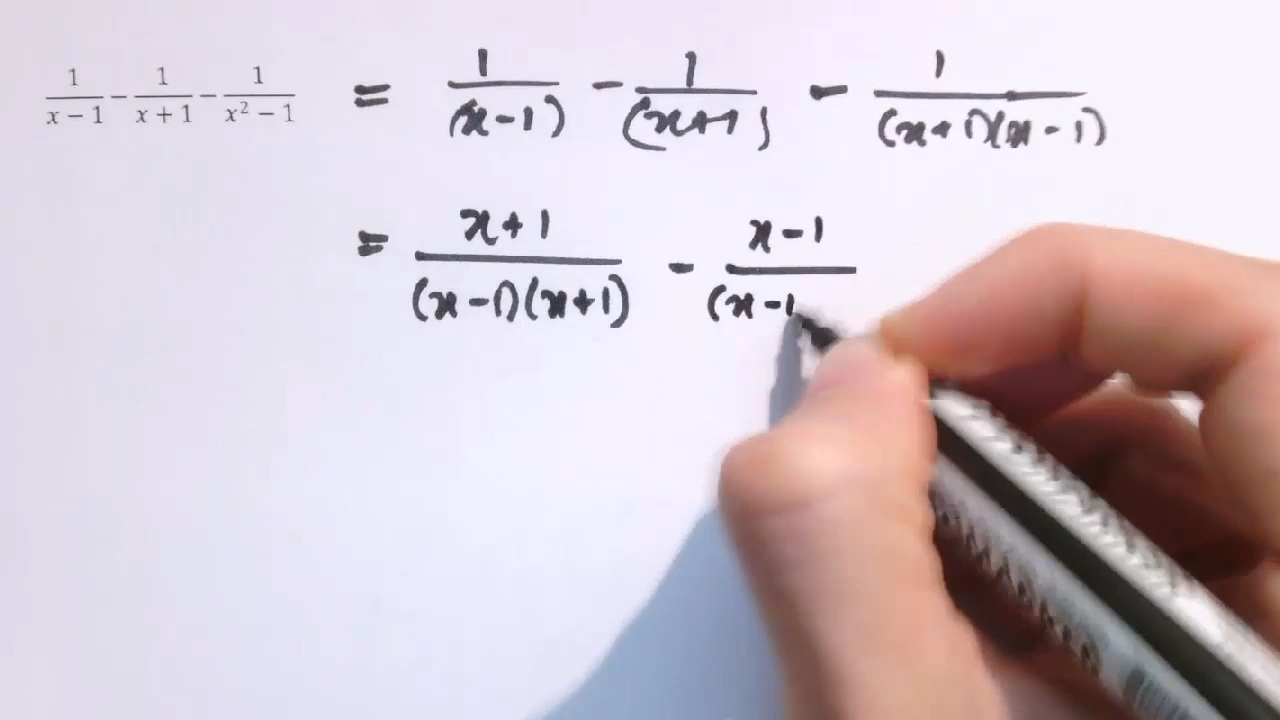 1/(x − 1) − 1/(x + 1) − 1/(x² − 1) = 1/(x−1) − 1/(x+1) − 1/((x+1)(x−1))
= (x+1)/((x−1)(x+1)) − (x−1)/((x−1